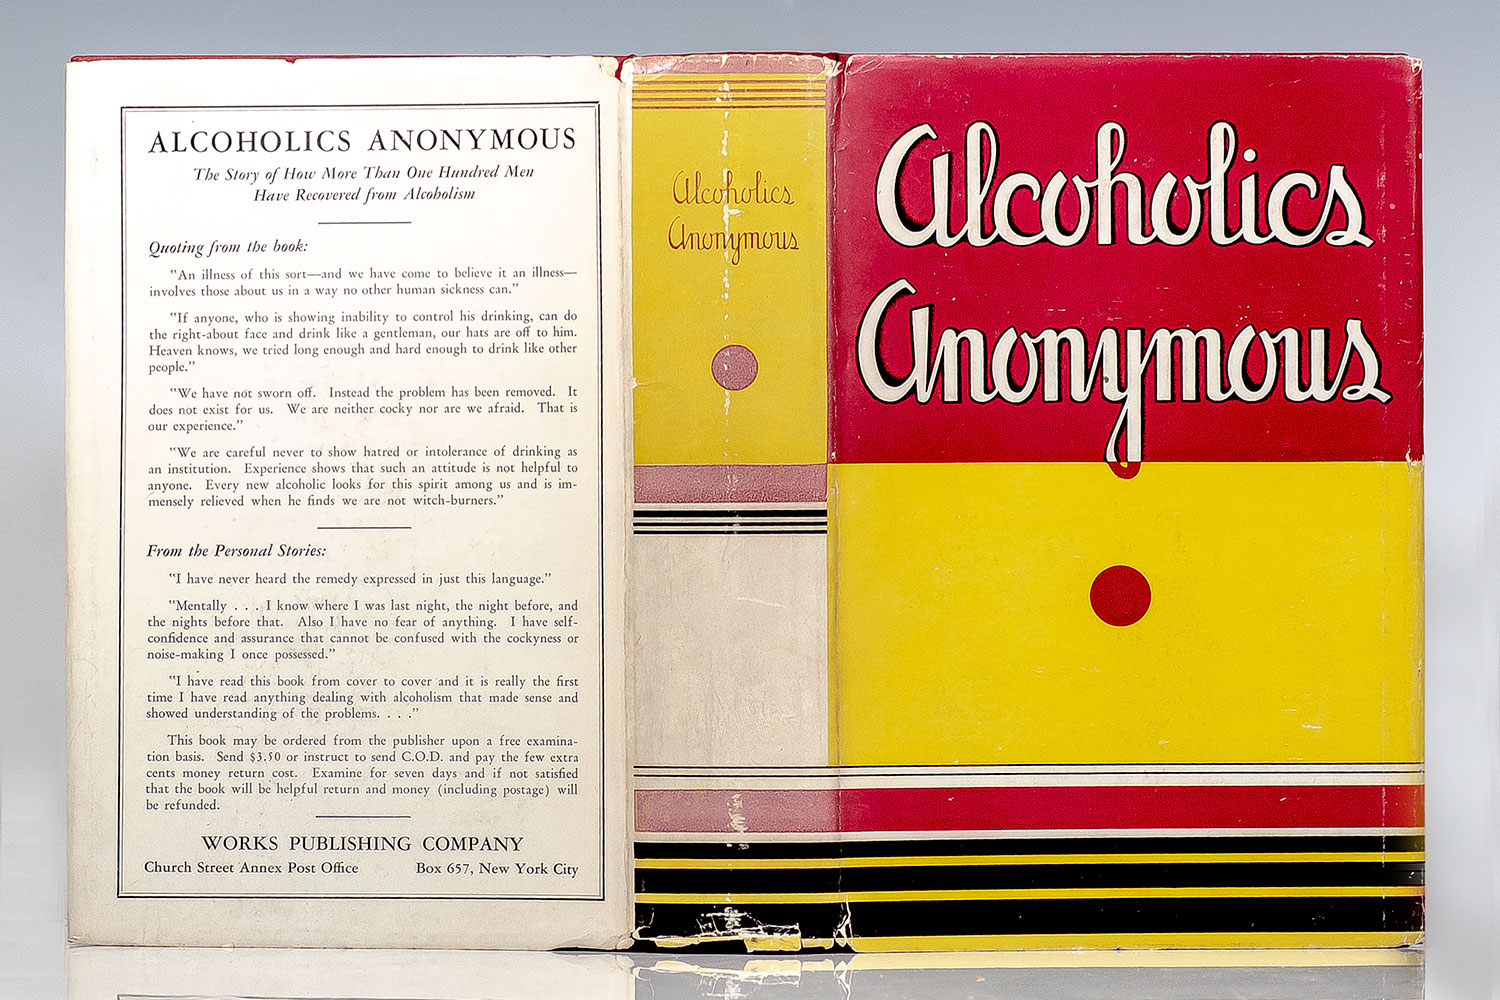 ALCOHOLICS ANONYMOUS
The Story of How More Than One Hundred Men
Have Recovered from Alcoholism
Quoting from the book:
"An illness of this sort—and we have come to believe it an illness—
involves those about us in a way no other human sickness can."
"If anyone, who is showing inability to control his drinking, can do
the right-about face and drink like a gentleman, our hats are off to him.
Heaven knows, we tried long enough and hard enough to drink like other
people."
"We have not sworn off. Instead the problem has been removed. It
does not exist for us. We are neither cocky nor are we afraid. That is
our experience."
"We are careful never to show hatred or intolerance of drinking as
an institution. Experience shows that such an attitude is not helpful to
anyone. Every new alcoholic looks for this spirit among us and is im-
mensely relieved when he finds we are not witch-burners."
From the Personal Stories:
"I have never heard the remedy expressed in just this language."
"Mentally . . . I know where I was last night, the night before, and
the nights before that. Also I have no fear of anything. I have self-
confidence and assurance that cannot be confused with the cockyness or
noise-making I once possessed."
"I have read this book from cover to cover and it is really the first
time I have read anything dealing with alcoholism that made sense and
showed understanding of the problems. . . ."
This book may be ordered from the publisher upon a free examina-
tion basis. Send $3.50 or instruct to send C.O.D. and pay the few extra
cents money return cost. Examine for seven days and if not satisfied
that the book will be helpful return and money (including postage) will
be refunded.
WORKS PUBLISHING COMPANY
Church Street Annex Post Office Box 657, New York City
Alcoholics
Anonymous
Alcoholics
Anonymous